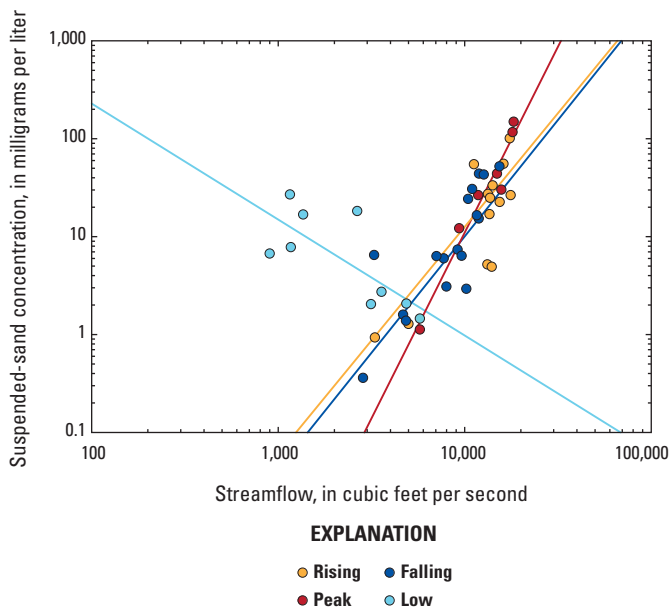 Suspended-sand concentration, in milligrams per liter
1,000
100
10
1
0.1
100 1,000 10,000 100,000
Streamflow, in cubic feet per second
EXPLANATION
Rising Falling
Peak Low